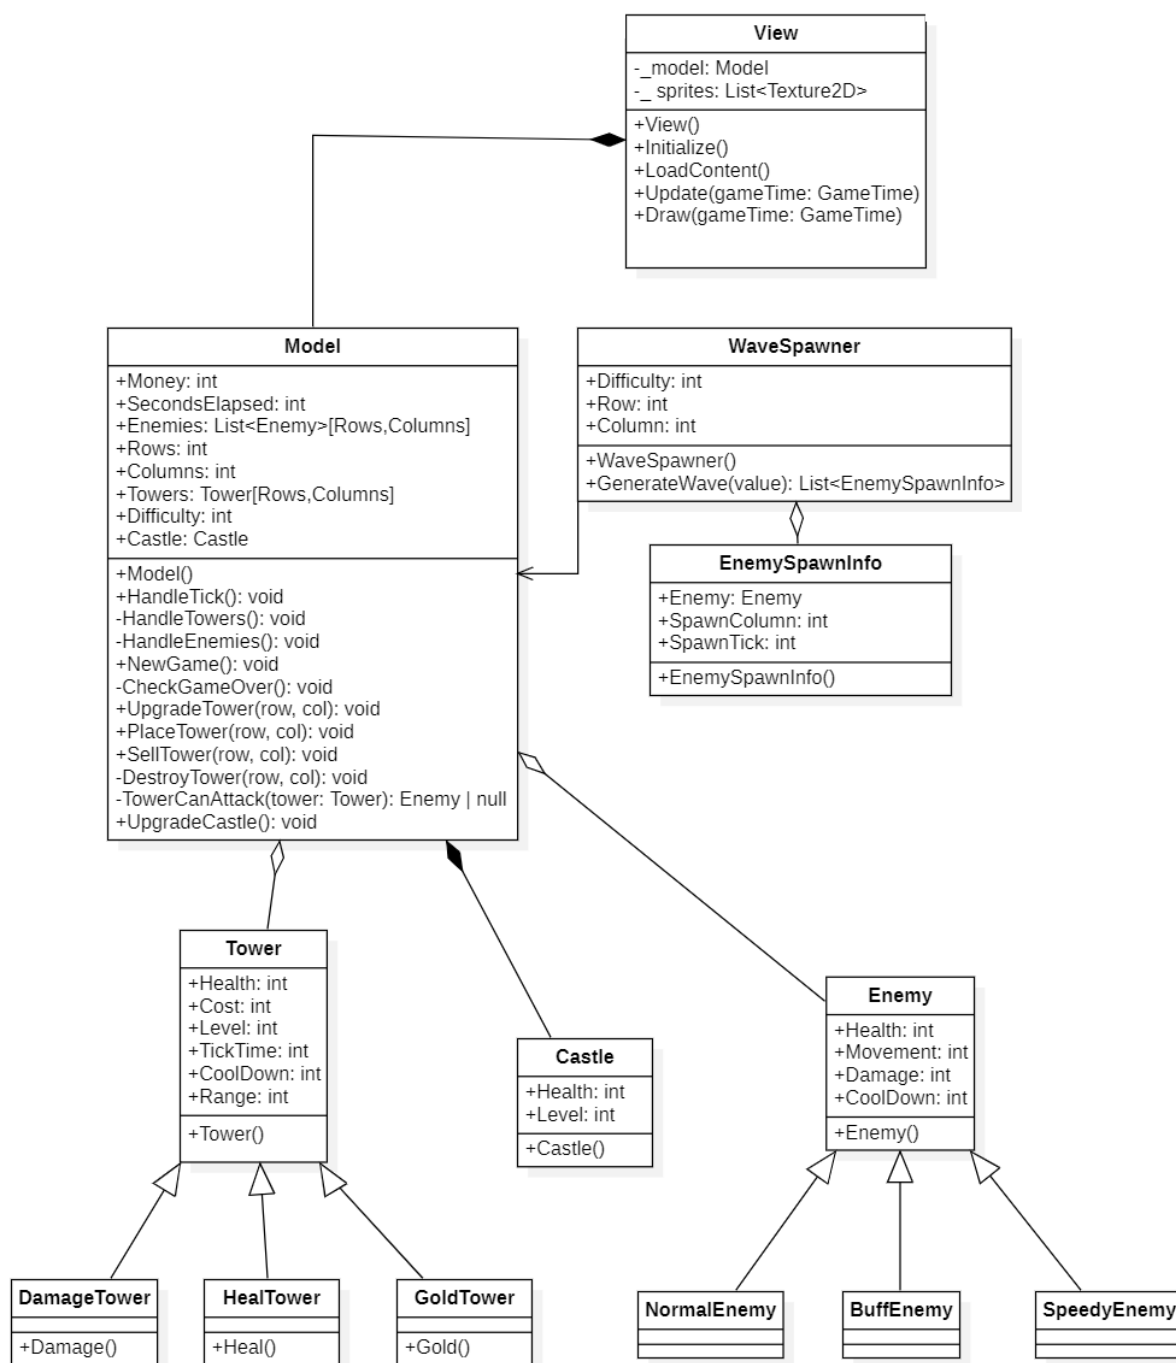 View
-_model: Model
-_ sprites: List<Texture2D>
+View()
+Initialize()
+LoadContent()
+Update(gameTime: GameTime)
+Draw(gameTime: GameTime)
Model
+Money: int
+SecondsElapsed: int
+Enemies: List<Enemy>[Rows,Columns]
+Rows: int
+Columns: int
+Towers: Tower[Rows,Columns]
+Difficulty: int
+Castle: Castle
+Model()
+HandleTick(): void
-HandleTowers(): void
-HandleEnemies(): void
+NewGame(): void
-CheckGameOver(): void
+UpgradeTower(row, col): void
+PlaceTower(row, col): void
+SellTower(row, col): void
-DestroyTower(row, col): void
-TowerCanAttack(tower: Tower): Enemy | null
+UpgradeCastle(): void
WaveSpawner
+Difficulty: int
+Row: int
+Column: int
+WaveSpawner()
+GenerateWave(value): List<EnemySpawnInfo>
EnemySpawnInfo
+Enemy: Enemy
+SpawnColumn: int
+SpawnTick: int
+EnemySpawnInfo()
Tower
+Health: int
+Cost: int
+Level: int
+TickTime: int
+CoolDown: int
+Range: int
+Tower()
Castle
+Health: int
+Level: int
+Castle()
Enemy
+Health: int
+Movement: int
+Damage: int
+CoolDown: int
+Enemy()
DamageTower
+Damage()
HealTower
+Heal()
GoldTower
+Gold()
NormalEnemy
BuffEnemy
SpeedyEnemy